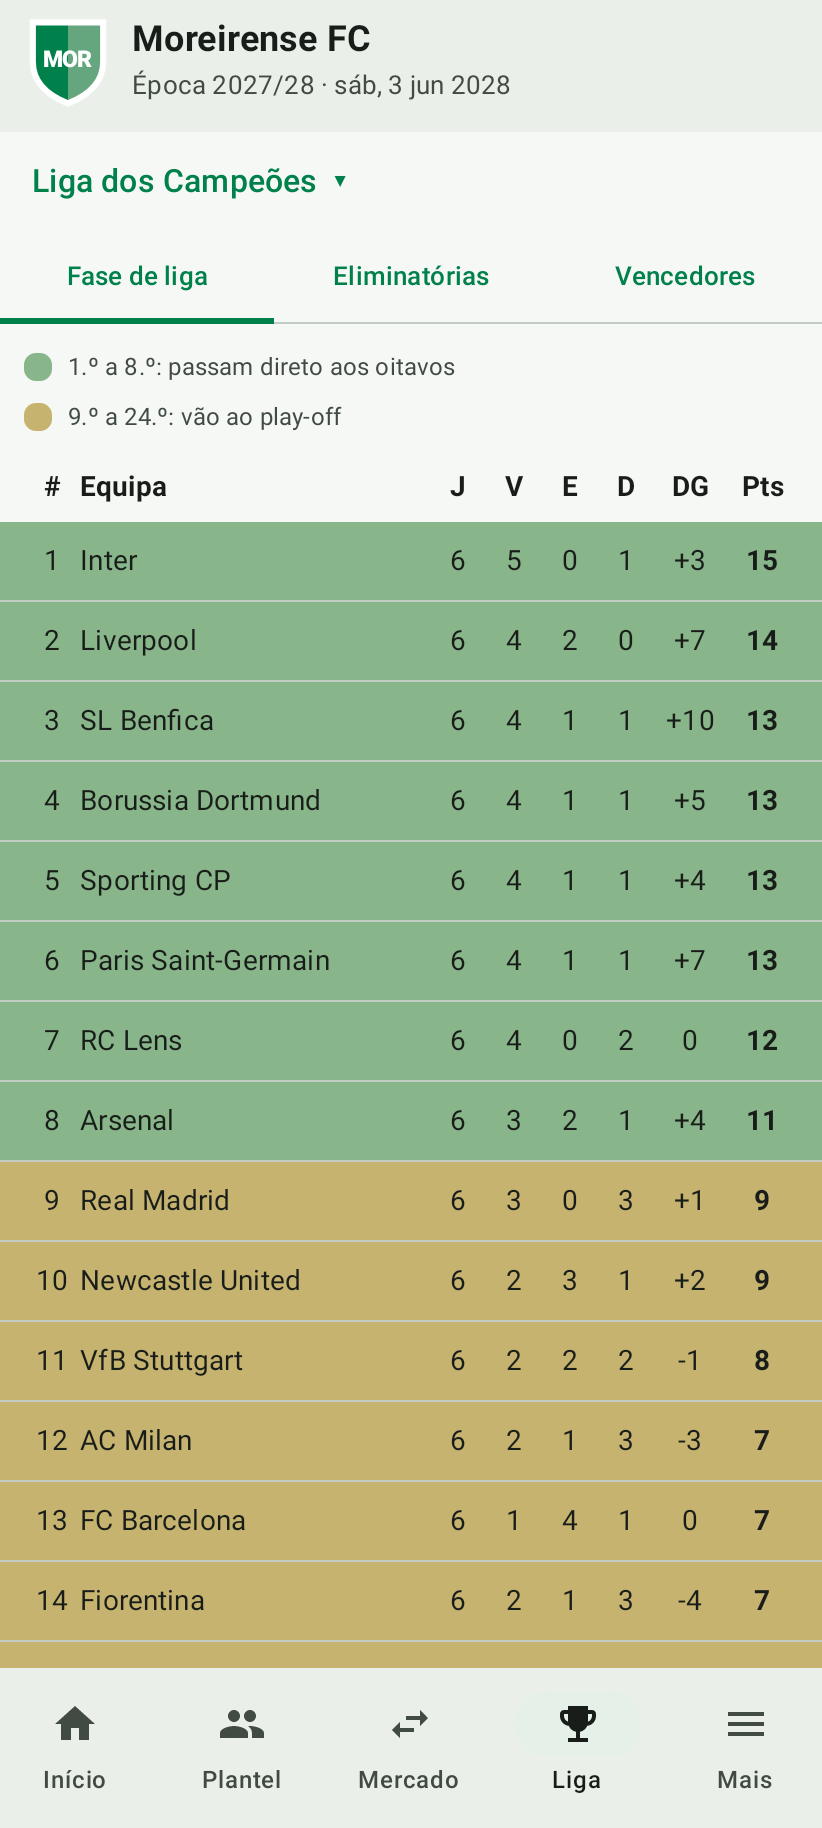 MOR
Moreirense FC
Época 2027/28 · sáb, 3 jun 2028
Liga dos Campeões ▼
Fase de liga Eliminatórias Vencedores
1.º a 8.º: passam direto aos oitavos
9.º a 24.º: vão ao play-off
# Equipa J V E D DG Pts
1 Inter 6 5 0 1 +3 15
2 Liverpool 6 4 2 0 +7 14
3 SL Benfica 6 4 1 1 +10 13
4 Borussia Dortmund 6 4 1 1 +5 13
5 Sporting CP 6 4 1 1 +4 13
6 Paris Saint-Germain 6 4 1 1 +7 13
7 RC Lens 6 4 0 2 0 12
8 Arsenal 6 3 2 1 +4 11
9 Real Madrid 6 3 0 3 +1 9
10 Newcastle United 6 2 3 1 +2 9
11 VfB Stuttgart 6 2 2 2 -1 8
12 AC Milan 6 2 1 3 -3 7
13 FC Barcelona 6 1 4 1 0 7
14 Fiorentina 6 2 1 3 -4 7
Início Plantel Mercado Liga Mais